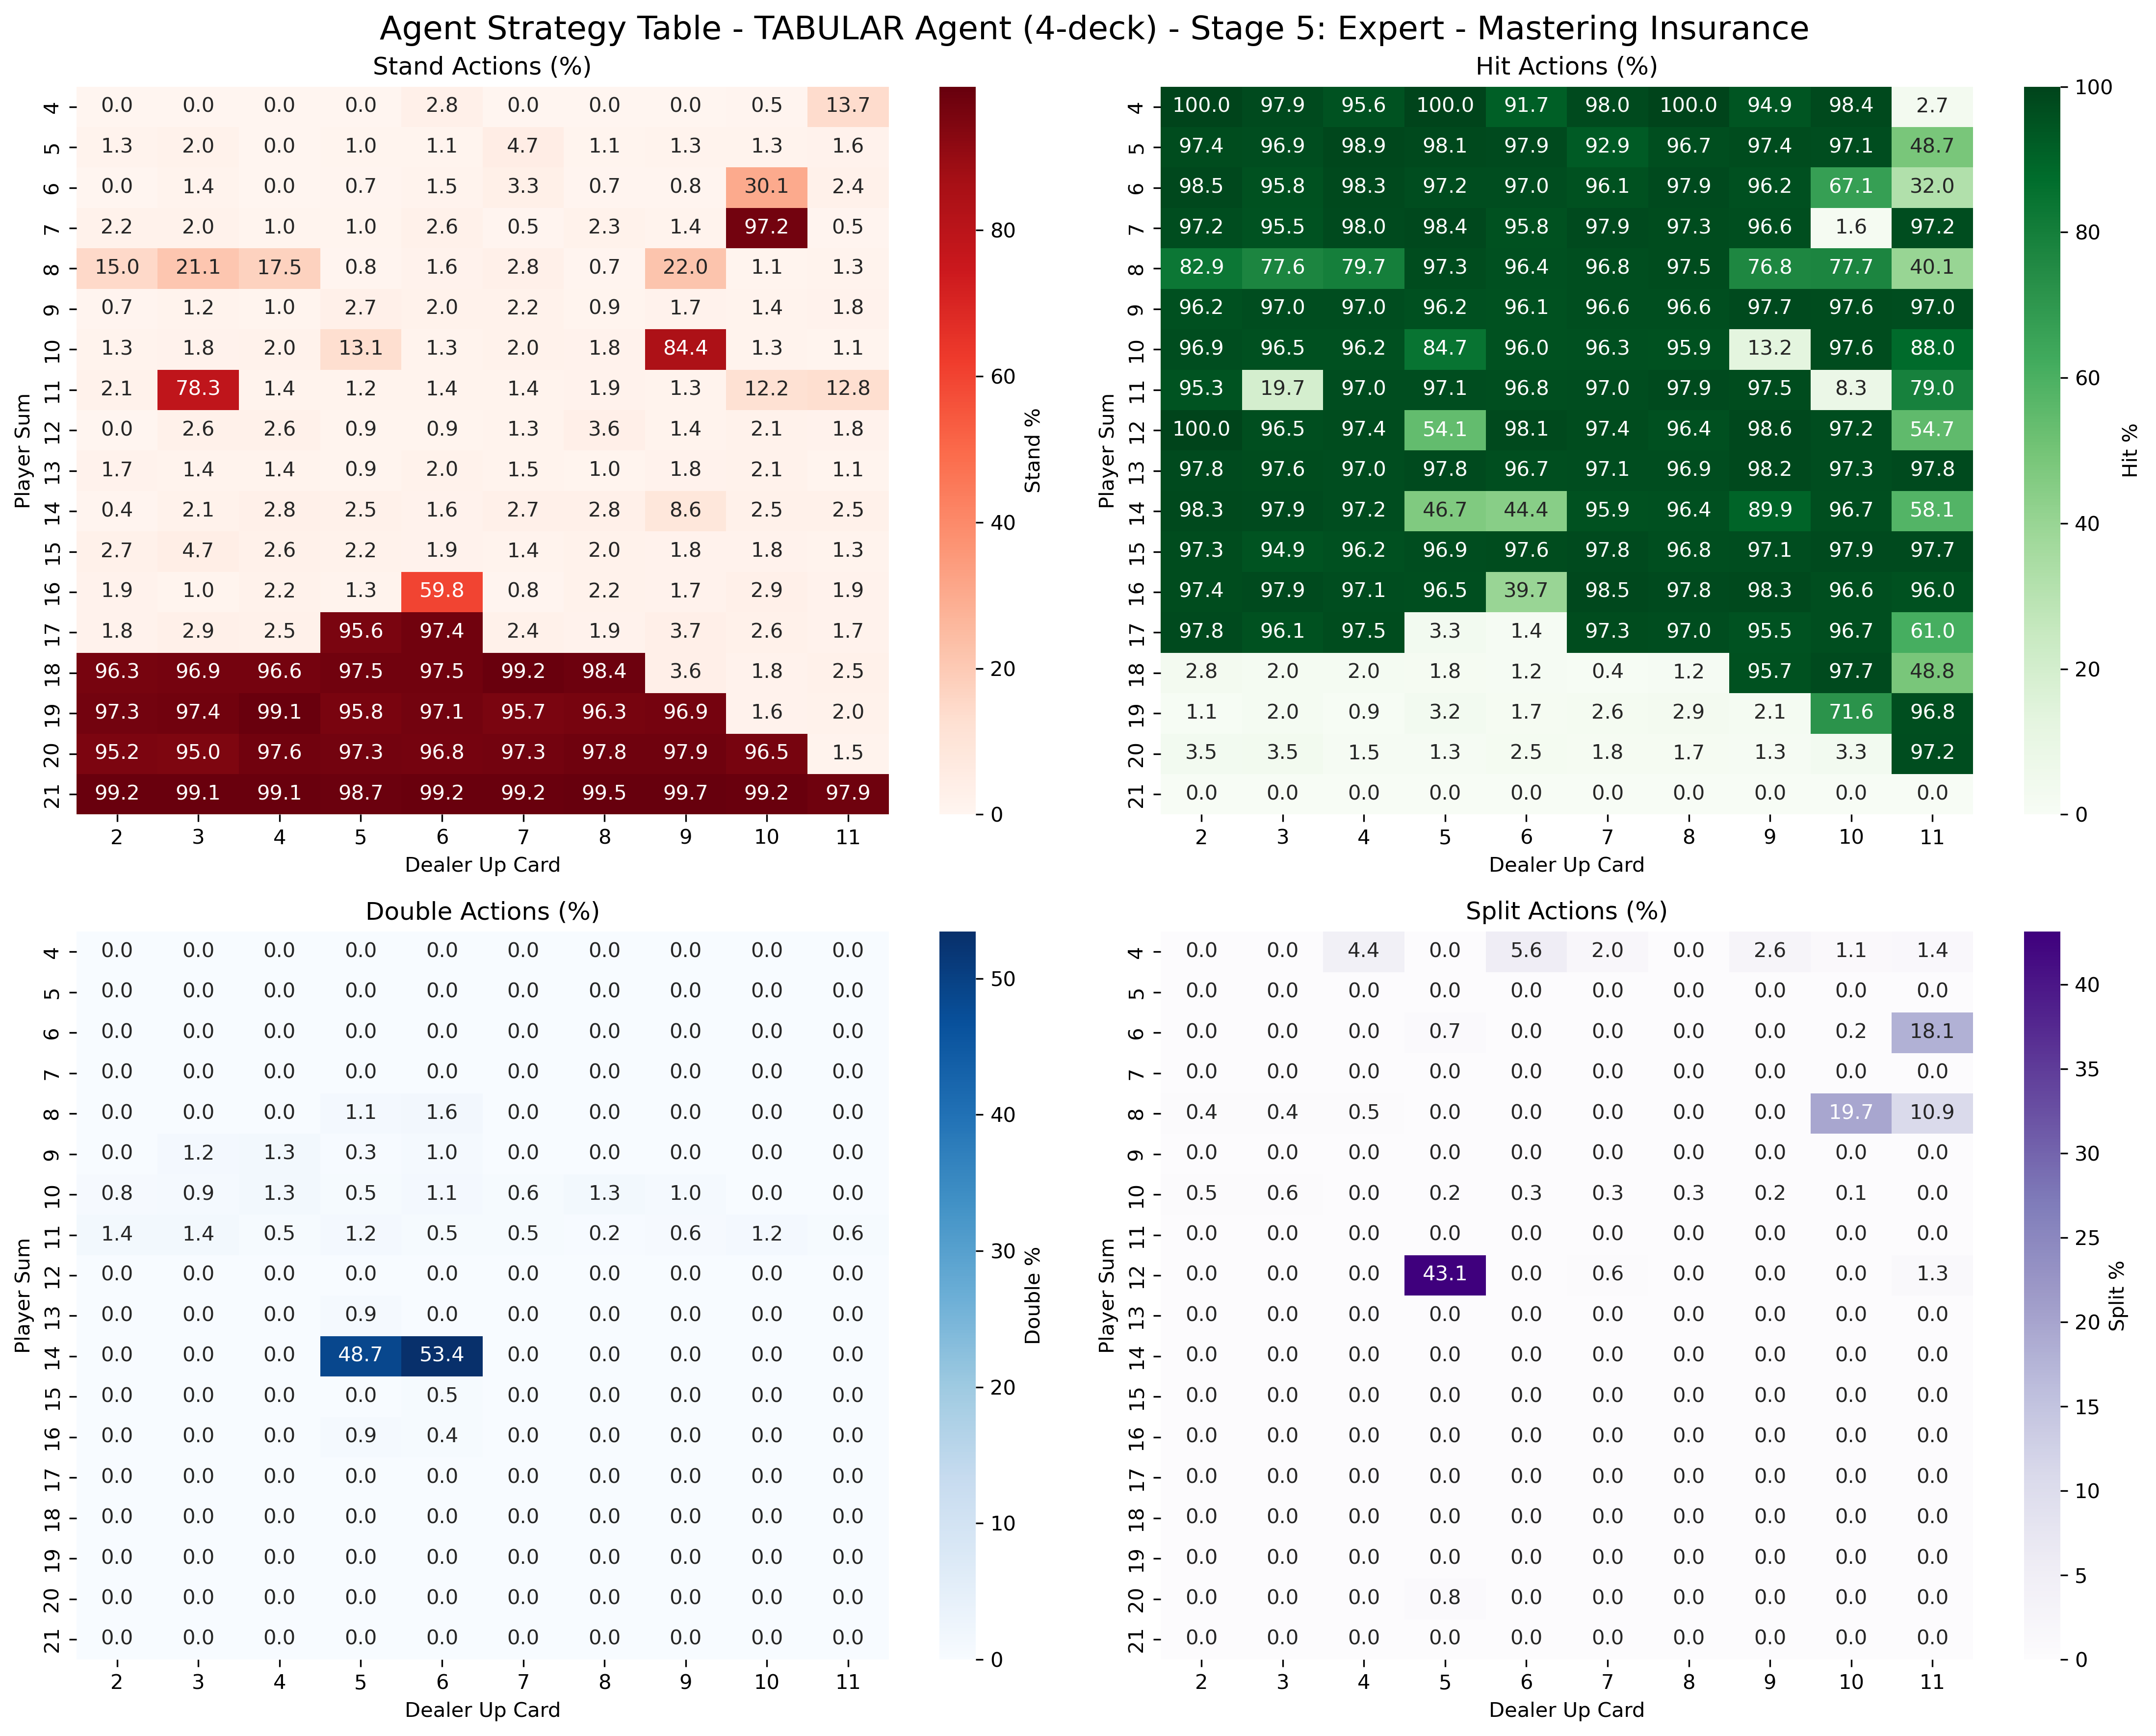 Agent Strategy Table - TABULAR Agent (4-deck) - Stage 5: Expert - Mastering Insurance
Stand Actions (%)
4 0.0 0.0 0.0 0.0 2.8 0.0 0.0 0.0 0.5 13.7
5 1.3 2.0 0.0 1.0 1.1 4.7 1.1 1.3 1.3 1.6
6 0.0 1.4 0.0 0.7 1.5 3.3 0.7 0.8 30.1 2.4
7 2.2 2.0 1.0 1.0 2.6 0.5 2.3 1.4 97.2 0.5
8 15.0 21.1 17.5 0.8 1.6 2.8 0.7 22.0 1.1 1.3
9 0.7 1.2 1.0 2.7 2.0 2.2 0.9 1.7 1.4 1.8
10 1.3 1.8 2.0 13.1 1.3 2.0 1.8 84.4 1.3 1.1
11 2.1 78.3 1.4 1.2 1.4 1.4 1.9 1.3 12.2 12.8
12 0.0 2.6 2.6 0.9 0.9 1.3 3.6 1.4 2.1 1.8
13 1.7 1.4 1.4 0.9 2.0 1.5 1.0 1.8 2.1 1.1
14 0.4 2.1 2.8 2.5 1.6 2.7 2.8 8.6 2.5 2.5
15 2.7 4.7 2.6 2.2 1.9 1.4 2.0 1.8 1.8 1.3
16 1.9 1.0 2.2 1.3 59.8 0.8 2.2 1.7 2.9 1.9
17 1.8 2.9 2.5 95.6 97.4 2.4 1.9 3.7 2.6 1.7
18 96.3 96.9 96.6 97.5 97.5 99.2 98.4 3.6 1.8 2.5
19 97.3 97.4 99.1 95.8 97.1 95.7 96.3 96.9 1.6 2.0
20 95.2 95.0 97.6 97.3 96.8 97.3 97.8 97.9 96.5 1.5
21 99.2 99.1 99.1 98.7 99.2 99.2 99.5 99.7 99.2 97.9
2 3 4 5 6 7 8 9 10 11
Dealer Up Card
Player Sum
80
60
40
20
0
Stand %
Hit Actions (%)
4 100.0 97.9 95.6 100.0 91.7 98.0 100.0 94.9 98.4 2.7
5 97.4 96.9 98.9 98.1 97.9 92.9 96.7 97.4 97.1 48.7
6 98.5 95.8 98.3 97.2 97.0 96.1 97.9 96.2 67.1 32.0
7 97.2 95.5 98.0 98.4 95.8 97.9 97.3 96.6 1.6 97.2
8 82.9 77.6 79.7 97.3 96.4 96.8 97.5 76.8 77.7 40.1
9 96.2 97.0 97.0 96.2 96.1 96.6 96.6 97.7 97.6 97.0
10 96.9 96.5 96.2 84.7 96.0 96.3 95.9 13.2 97.6 88.0
11 95.3 19.7 97.0 97.1 96.8 97.0 97.9 97.5 8.3 79.0
12 100.0 96.5 97.4 54.1 98.1 97.4 96.4 98.6 97.2 54.7
13 97.8 97.6 97.0 97.8 96.7 97.1 96.9 98.2 97.3 97.8
14 98.3 97.9 97.2 46.7 44.4 95.9 96.4 89.9 96.7 58.1
15 97.3 94.9 96.2 96.9 97.6 97.8 96.8 97.1 97.9 97.7
16 97.4 97.9 97.1 96.5 39.7 98.5 97.8 98.3 96.6 96.0
17 97.8 96.1 97.5 3.3 1.4 97.3 97.0 95.5 96.7 61.0
18 2.8 2.0 2.0 1.8 1.2 0.4 1.2 95.7 97.7 48.8
19 1.1 2.0 0.9 3.2 1.7 2.6 2.9 2.1 71.6 96.8
20 3.5 3.5 1.5 1.3 2.5 1.8 1.7 1.3 3.3 97.2
21 0.0 0.0 0.0 0.0 0.0 0.0 0.0 0.0 0.0 0.0
2 3 4 5 6 7 8 9 10 11
Dealer Up Card
Player Sum
100
80
60
40
20
0
Hit %
Double Actions (%)
4 0.0 0.0 0.0 0.0 0.0 0.0 0.0 0.0 0.0 0.0
5 0.0 0.0 0.0 0.0 0.0 0.0 0.0 0.0 0.0 0.0
6 0.0 0.0 0.0 0.0 0.0 0.0 0.0 0.0 0.0 0.0
7 0.0 0.0 0.0 0.0 0.0 0.0 0.0 0.0 0.0 0.0
8 0.0 0.0 0.0 1.1 1.6 0.0 0.0 0.0 0.0 0.0
9 0.0 1.2 1.3 0.3 1.0 0.0 0.0 0.0 0.0 0.0
10 0.8 0.9 1.3 0.5 1.1 0.6 1.3 1.0 0.0 0.0
11 1.4 1.4 0.5 1.2 0.5 0.5 0.2 0.6 1.2 0.6
12 0.0 0.0 0.0 0.0 0.0 0.0 0.0 0.0 0.0 0.0
13 0.0 0.0 0.0 0.9 0.0 0.0 0.0 0.0 0.0 0.0
14 0.0 0.0 0.0 48.7 53.4 0.0 0.0 0.0 0.0 0.0
15 0.0 0.0 0.0 0.0 0.5 0.0 0.0 0.0 0.0 0.0
16 0.0 0.0 0.0 0.9 0.4 0.0 0.0 0.0 0.0 0.0
17 0.0 0.0 0.0 0.0 0.0 0.0 0.0 0.0 0.0 0.0
18 0.0 0.0 0.0 0.0 0.0 0.0 0.0 0.0 0.0 0.0
19 0.0 0.0 0.0 0.0 0.0 0.0 0.0 0.0 0.0 0.0
20 0.0 0.0 0.0 0.0 0.0 0.0 0.0 0.0 0.0 0.0
21 0.0 0.0 0.0 0.0 0.0 0.0 0.0 0.0 0.0 0.0
2 3 4 5 6 7 8 9 10 11
Dealer Up Card
Player Sum
50
40
30
20
10
0
Double %
Split Actions (%)
4 0.0 0.0 4.4 0.0 5.6 2.0 0.0 2.6 1.1 1.4
5 0.0 0.0 0.0 0.0 0.0 0.0 0.0 0.0 0.0 0.0
6 0.0 0.0 0.0 0.7 0.0 0.0 0.0 0.0 0.2 18.1
7 0.0 0.0 0.0 0.0 0.0 0.0 0.0 0.0 0.0 0.0
8 0.4 0.4 0.5 0.0 0.0 0.0 0.0 0.0 19.7 10.9
9 0.0 0.0 0.0 0.0 0.0 0.0 0.0 0.0 0.0 0.0
10 0.5 0.6 0.0 0.2 0.3 0.3 0.3 0.2 0.1 0.0
11 0.0 0.0 0.0 0.0 0.0 0.0 0.0 0.0 0.0 0.0
12 0.0 0.0 0.0 43.1 0.0 0.6 0.0 0.0 0.0 1.3
13 0.0 0.0 0.0 0.0 0.0 0.0 0.0 0.0 0.0 0.0
14 0.0 0.0 0.0 0.0 0.0 0.0 0.0 0.0 0.0 0.0
15 0.0 0.0 0.0 0.0 0.0 0.0 0.0 0.0 0.0 0.0
16 0.0 0.0 0.0 0.0 0.0 0.0 0.0 0.0 0.0 0.0
17 0.0 0.0 0.0 0.0 0.0 0.0 0.0 0.0 0.0 0.0
18 0.0 0.0 0.0 0.0 0.0 0.0 0.0 0.0 0.0 0.0
19 0.0 0.0 0.0 0.0 0.0 0.0 0.0 0.0 0.0 0.0
20 0.0 0.0 0.0 0.8 0.0 0.0 0.0 0.0 0.0 0.0
21 0.0 0.0 0.0 0.0 0.0 0.0 0.0 0.0 0.0 0.0
2 3 4 5 6 7 8 9 10 11
Dealer Up Card
Player Sum
40
35
30
25
20
15
10
5
0
Split %